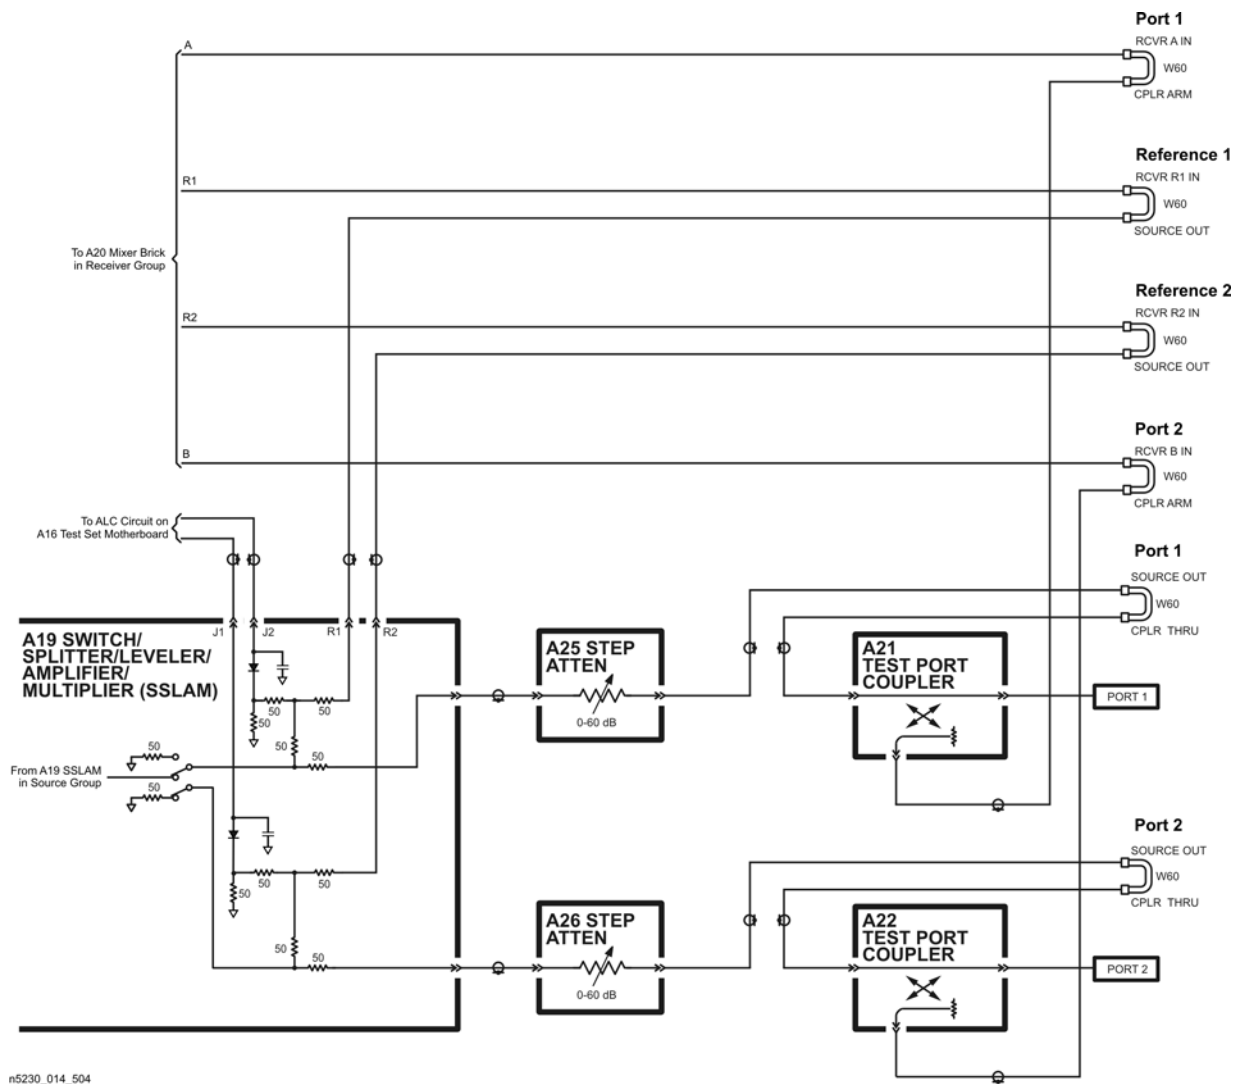 Port 1
A
RCVR A IN
W60
CPLR ARM
Reference 1
R1
RCVR R1 IN
W60
SOURCE OUT
To A20 Mixer Brick
in Receiver Group
Reference 2
R2
RCVR R2 IN
W60
SOURCE OUT
Port 2
B
RCVR B IN
W60
CPLR ARM
To ALC Circuit on
A16 Test Set Motherboard
Port 1
SOURCE OUT
W60
CPLR THRU
J1
J2
R1
R2
A19 SWITCH/
SPLITTER/LEVELER/
AMPLIFIER/
MULTIPLIER (SSLAM)
A25 STEP
ATTEN
0-60 dB
A21
TEST PORT
COUPLER
PORT 1
50
50
50
50
50
50
50
From A19 SSLAM
in Source Group
Port 2
SOURCE OUT
W60
CPLR THRU
50
50
50
50
50
A26 STEP
ATTEN
0-60 dB
A22
TEST PORT
COUPLER
PORT 2
n5230_014_504